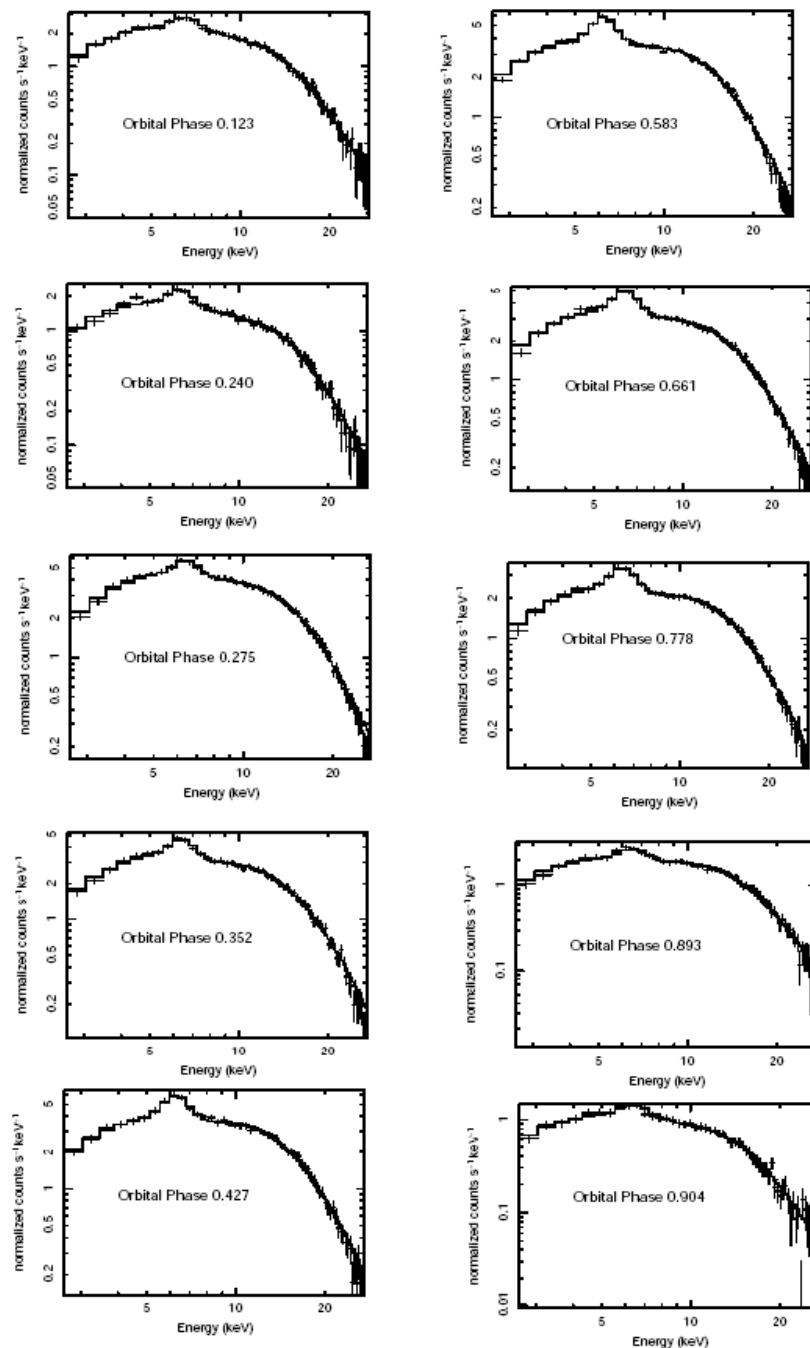 normalized counts s⁻¹ keV⁻¹
2
1
0.5
0.2
0.1
0.05
Orbital Phase 0.123
5
10
20
Energy (keV)
normalized counts s⁻¹ keV⁻¹
5
2
1
0.5
0.2
Orbital Phase 0.583
5
10
20
Energy (keV)
normalized counts s⁻¹ keV⁻¹
2
1
0.5
0.2
0.1
0.05
Orbital Phase 0.240
5
10
20
Energy (keV)
normalized counts s⁻¹ keV⁻¹
5
2
1
0.5
0.2
Orbital Phase 0.661
5
10
20
Energy (keV)
normalized counts s⁻¹ keV⁻¹
5
2
1
0.5
0.2
Orbital Phase 0.275
5
10
20
Energy (keV)
normalized counts s⁻¹ keV⁻¹
2
1
0.5
0.2
Orbital Phase 0.778
5
10
20
Energy (keV)
normalized counts s⁻¹ keV⁻¹
5
2
1
0.5
0.2
Orbital Phase 0.352
5
10
20
Energy (keV)
normalized counts s⁻¹ keV⁻¹
1
0.1
Orbital Phase 0.893
5
10
20
Energy (keV)
normalized counts s⁻¹ keV⁻¹
5
2
1
0.5
0.2
Orbital Phase 0.427
5
10
20
Energy (keV)
normalized counts s⁻¹ keV⁻¹
1
0.1
0.01
Orbital Phase 0.904
5
10
20
Energy (keV)